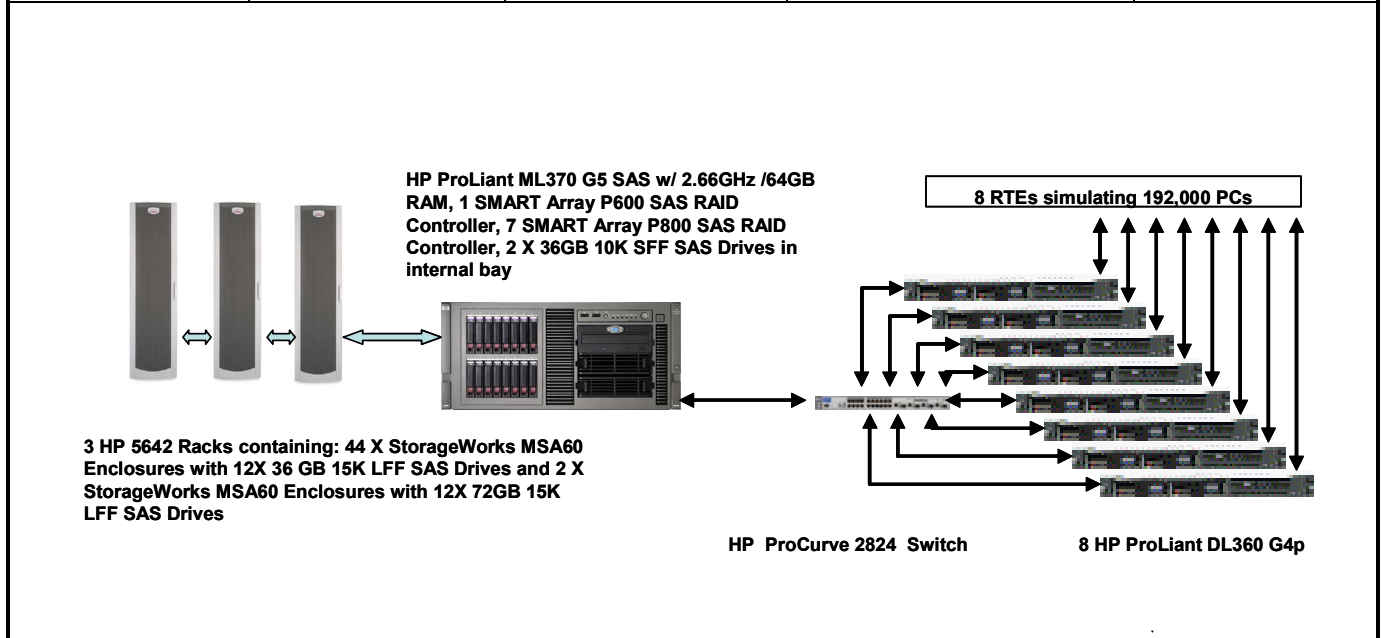 HP ProLiant ML370 G5 SAS w/ 2.66GHz /64GB
RAM, 1 SMART Array P600 SAS RAID
Controller, 7 SMART Array P800 SAS RAID
Controller, 2 X 36GB 10K SFF SAS Drives in
internal bay
8 RTEs simulating 192,000 PCs
3 HP 5642 Racks containing: 44 X StorageWorks MSA60
Enclosures with 12X 36 GB 15K LFF SAS Drives and 2 X
StorageWorks MSA60 Enclosures with 12X 72GB 15K
LFF SAS Drives
HP ProCurve 2824 Switch
8 HP ProLiant DL360 G4p